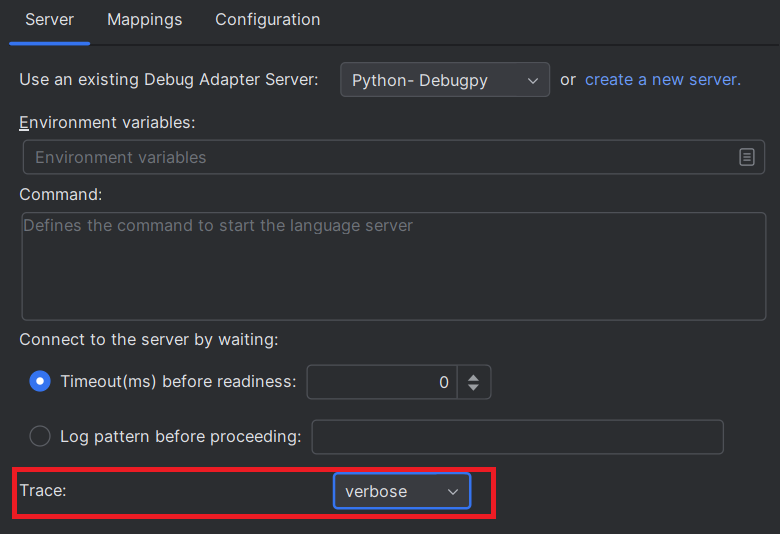 Server Mappings Configuration
Use an existing Debug Adapter Server: Python- Debugpy or create a new server.
Environment variables:
Environment variables
Command:
Defines the command to start the language server
Connect to the server by waiting:
Timeout(ms) before readiness: 0
Log pattern before proceeding:
Trace: verbose